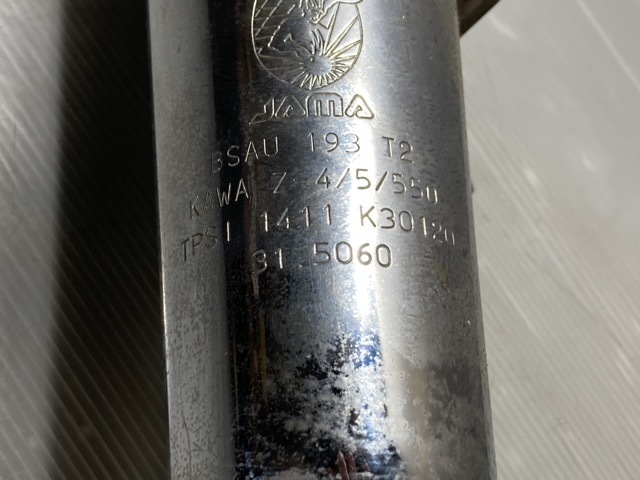 JAMA
BSAU 193 T2
KAWA Z 4/5/550
TPSI 1411 K30120
31.5060